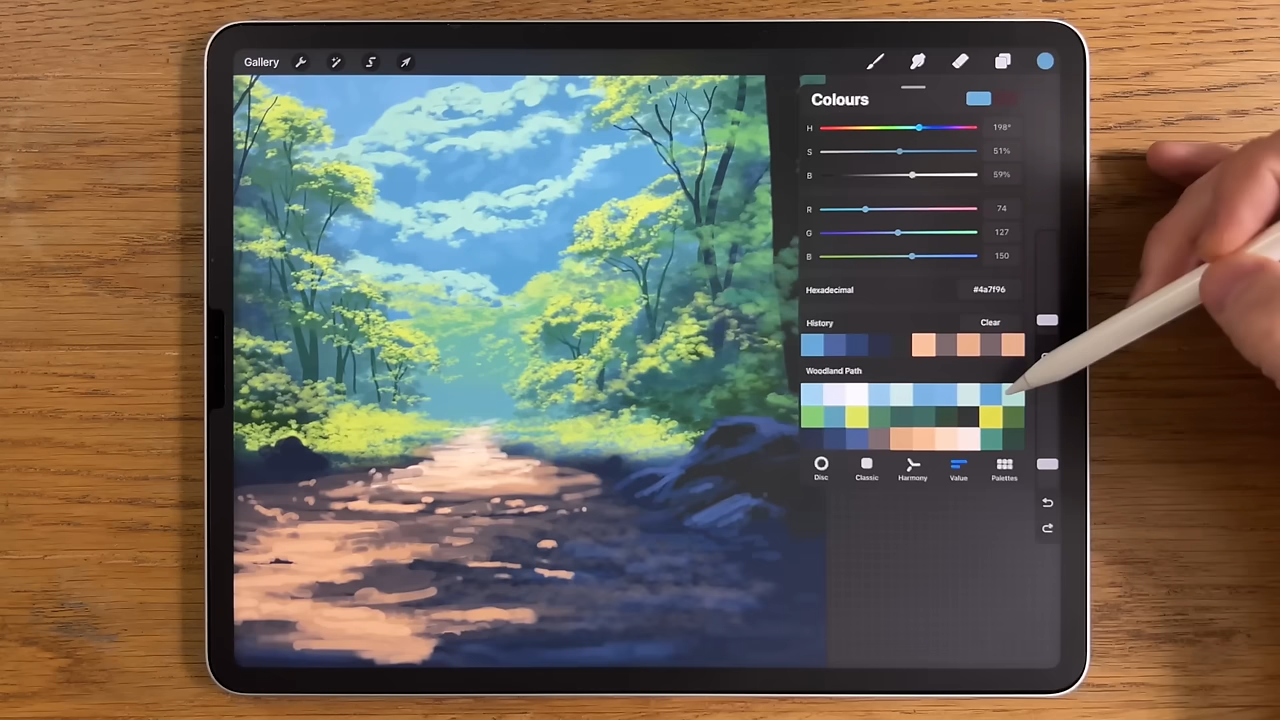 Gallery
Colours
H 198°
S 51%
B 59%
R 74
G 127
B 150
Hexadecimal #4a7f96
History Clear
Woodland Path
Disc Classic Harmony Value Palettes